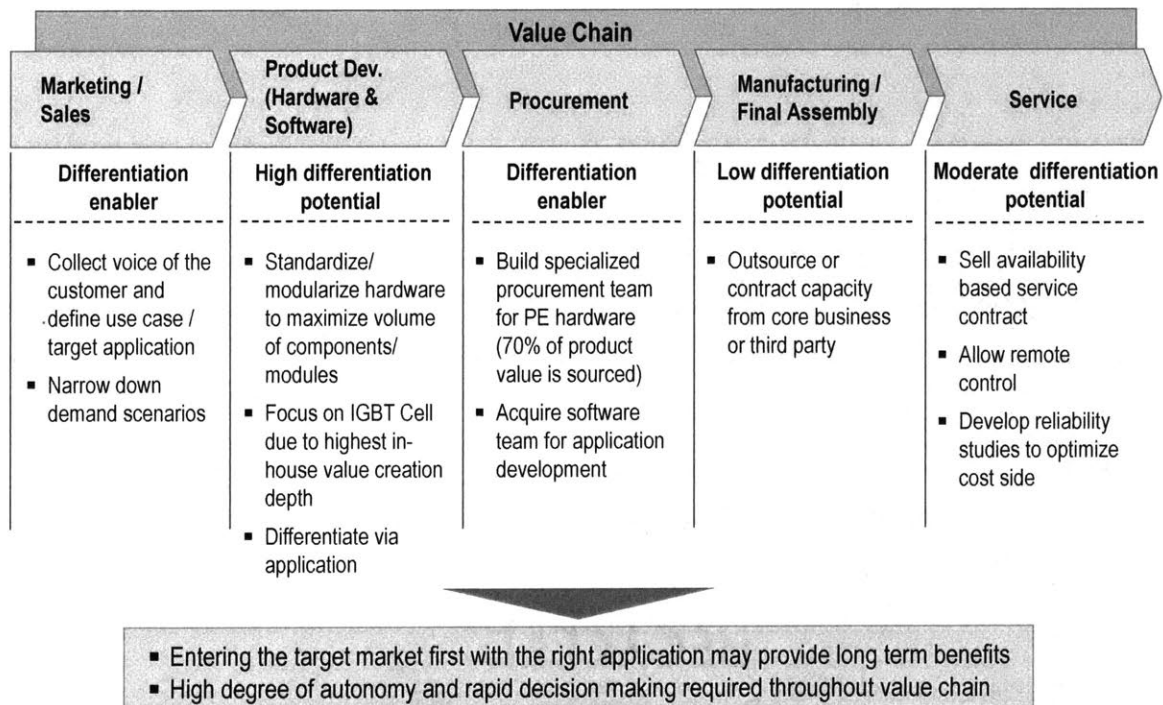 Value Chain
Marketing /
Sales
Product Dev.
(Hardware &
Software)
Procurement
Manufacturing /
Final Assembly
Service
Differentiation
enabler
▪ Collect voice of the
customer and
define use case /
target application
▪ Narrow down
demand scenarios
High differentiation
potential
▪ Standardize/
modularize hardware
to maximize volume
of components/
modules
▪ Focus on IGBT Cell
due to highest in-
house value creation
depth
▪ Differentiate via
application
Differentiation
enabler
▪ Build specialized
procurement team
for PE hardware
(70% of product
value is sourced)
▪ Acquire software
team for application
development
Low differentiation
potential
▪ Outsource or
contract capacity
from core business
or third party
Moderate differentiation
potential
▪ Sell availability
based service
contract
▪ Allow remote
control
▪ Develop reliability
studies to optimize
cost side
▪ Entering the target market first with the right application may provide long term benefits
▪ High degree of autonomy and rapid decision making required throughout value chain